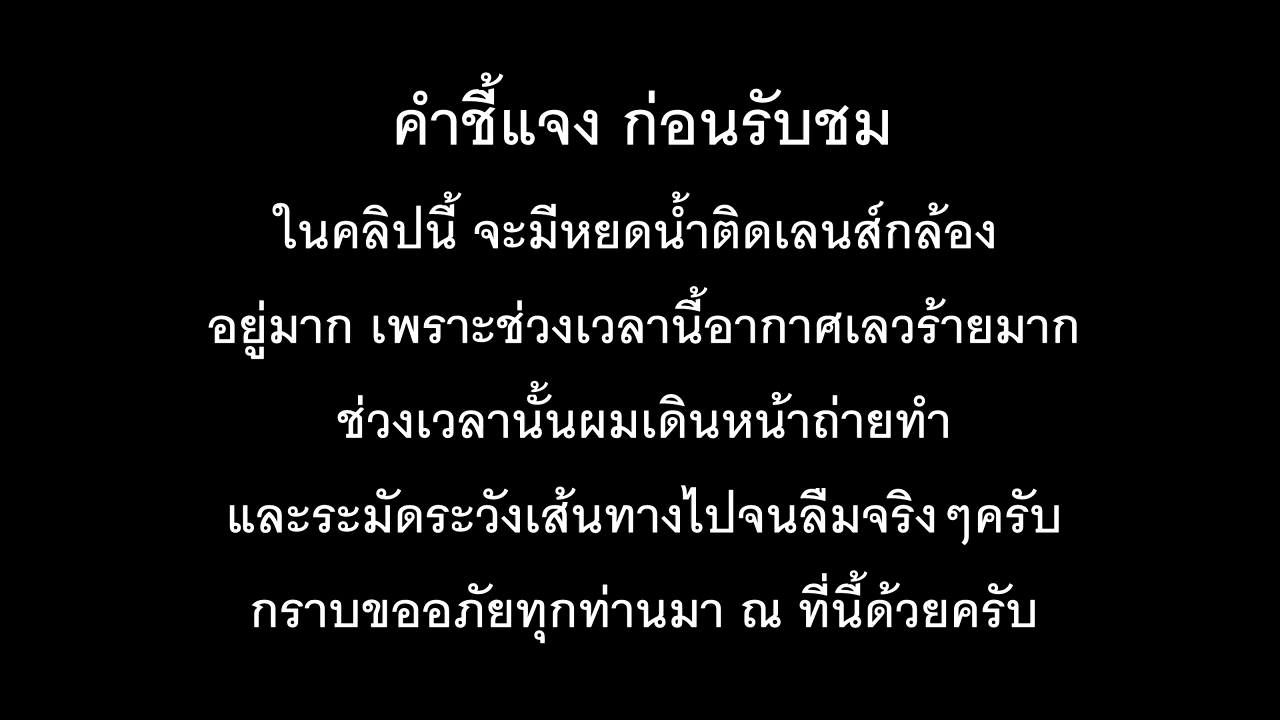 คำชี้แจง ก่อนรับชม
ในคลิปนี้ จะมีหยดน้ำติดเลนส์กล้อง
อยู่มาก เพราะช่วงเวลานี้อากาศเลวร้ายมาก
ช่วงเวลานั้นผมเดินหน้าถ่ายทำ
และระมัดระวังเส้นทางไปจนลืมจริงๆครับ
กราบขออภัยทุกท่านมา ณ ที่นี้ด้วยครับ